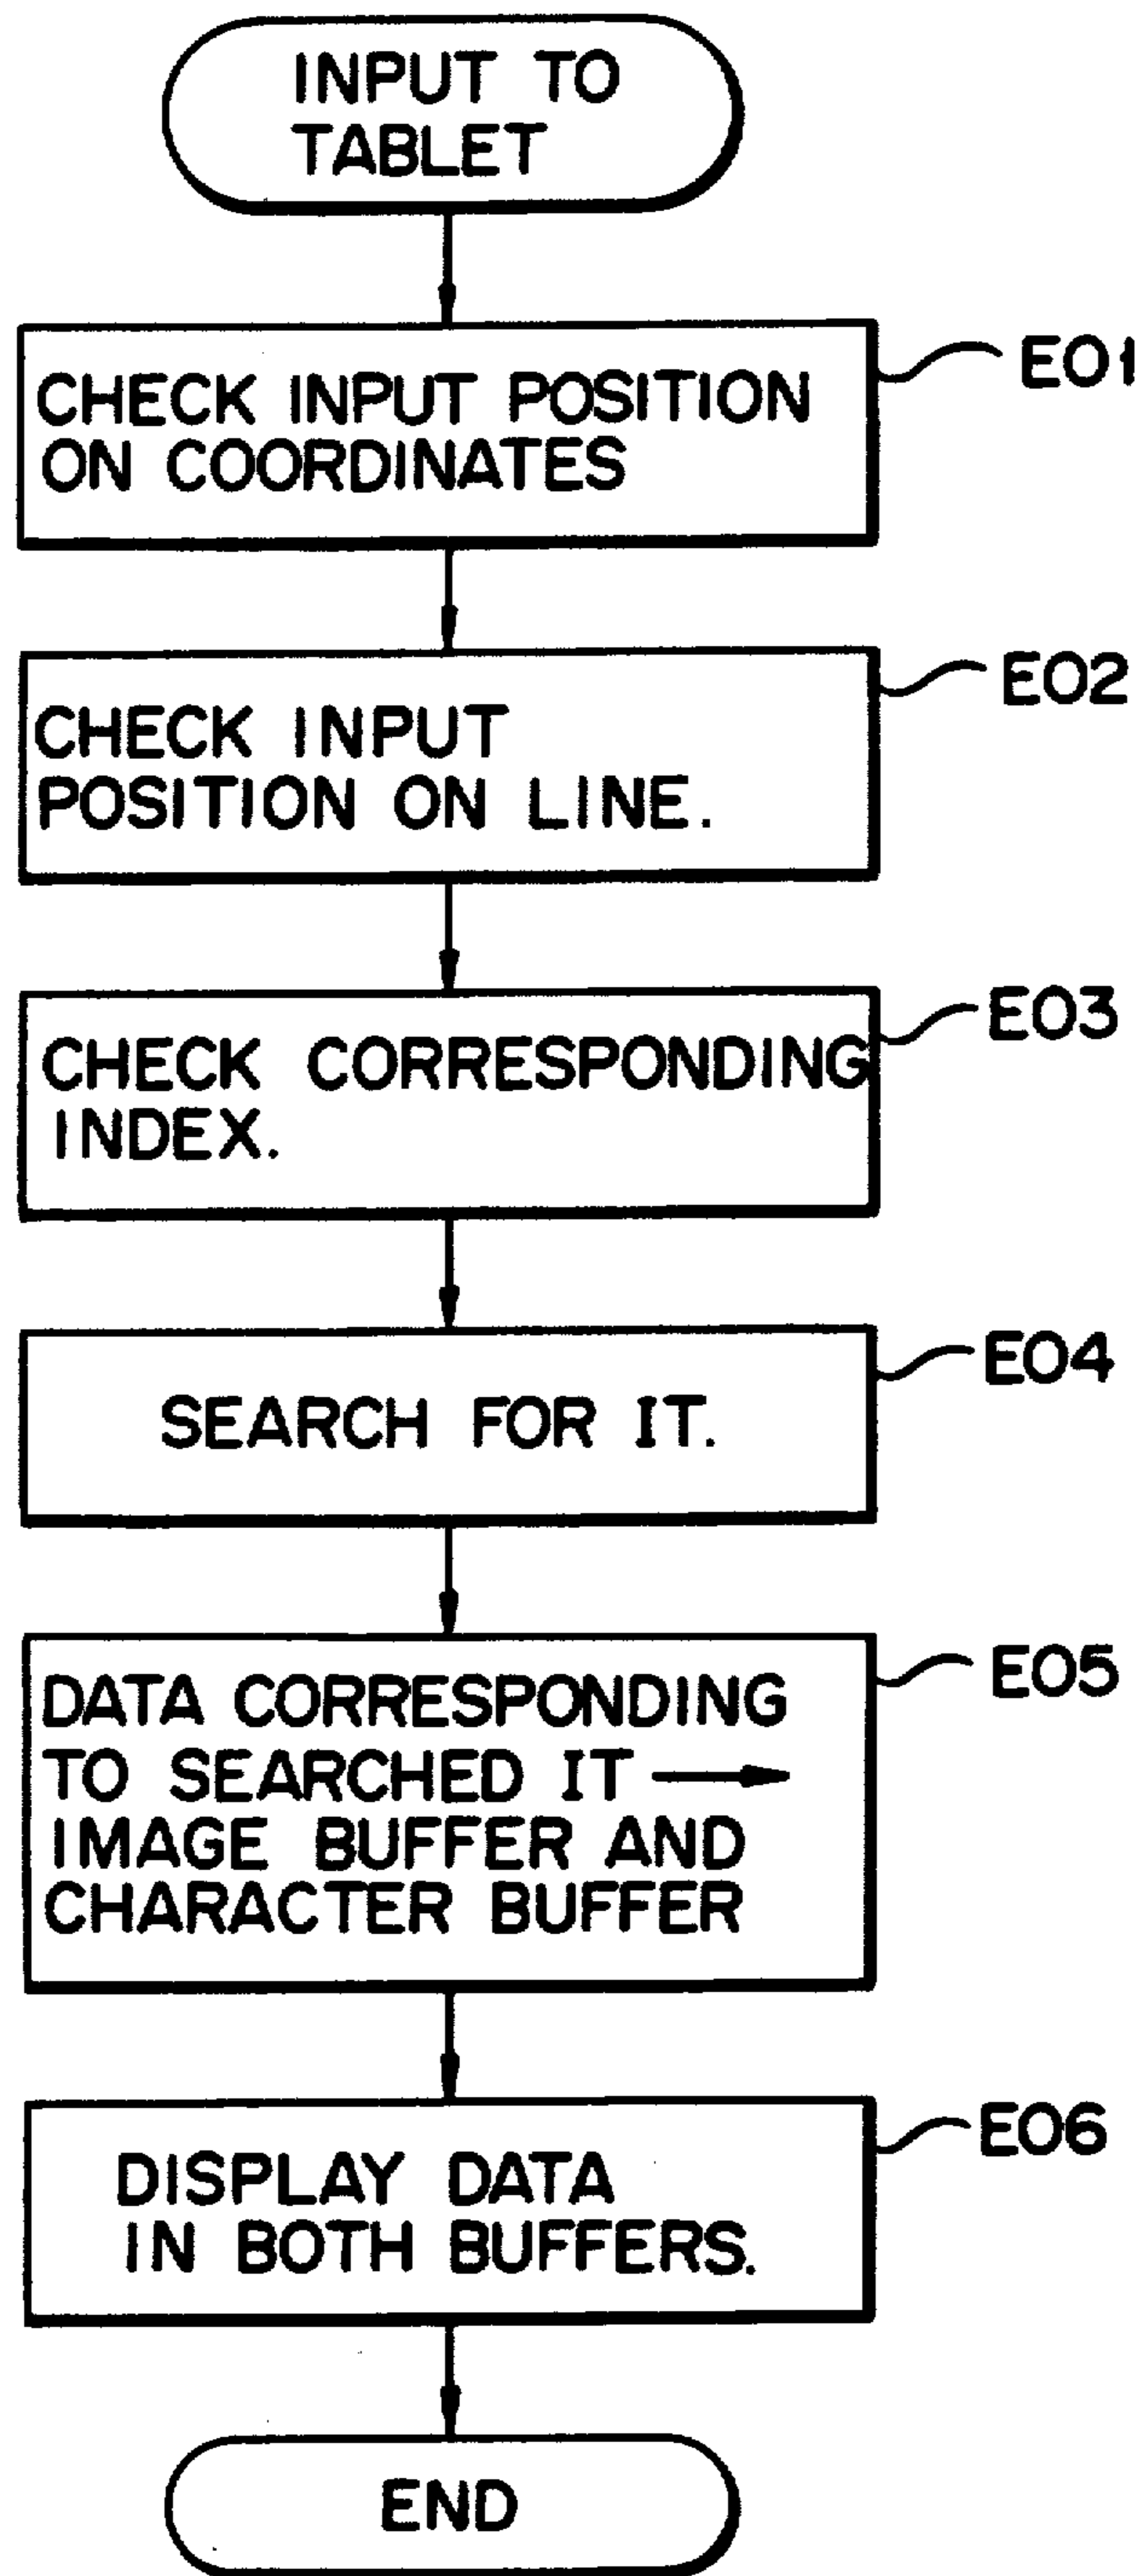 INPUT TO
TABLET
CHECK INPUT POSITION
ON COORDINATES
E01
CHECK INPUT
POSITION ON LINE.
E02
CHECK CORRESPONDING
INDEX.
E03
SEARCH FOR IT.
E04
DATA CORRESPONDING
TO SEARCHED IT →
IMAGE BUFFER AND
CHARACTER BUFFER
E05
DISPLAY DATA
IN BOTH BUFFERS.
E06
END